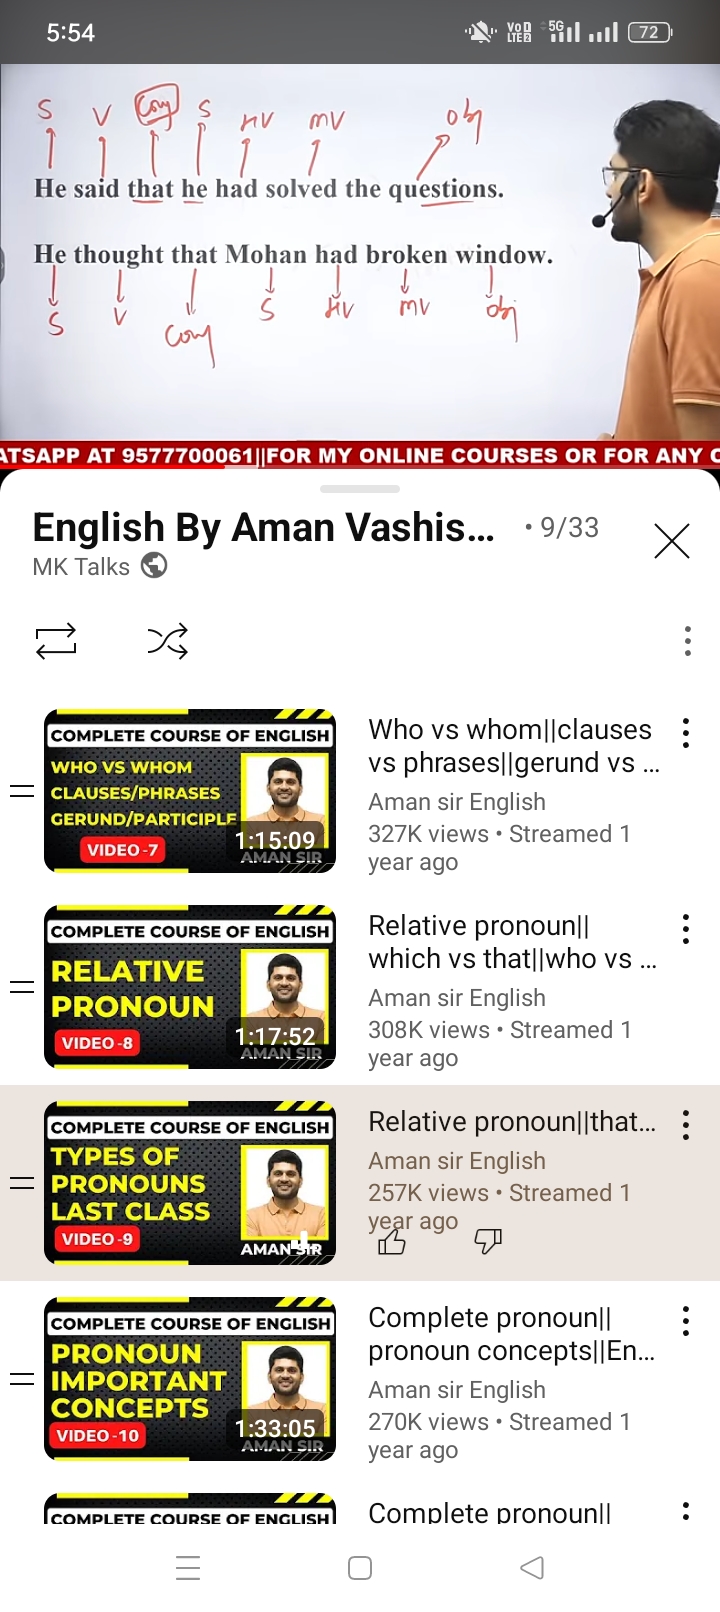 5:54
Vo) LTE2 5G 72
S V Conj S HV MV obj
He said that he had solved the questions.
He thought that Mohan had broken window.
S V Conj S HV MV obj
ATSAPP AT 9577700061||FOR MY ONLINE COURSES OR FOR ANY
English By Aman Vashis... • 9/33
MK Talks
COMPLETE COURSE OF ENGLISH
WHO VS WHOM
CLAUSES/PHRASES
GERUND/PARTICIPLE
VIDEO-7
1:15:09
AMAN SIR
Who vs whom||clauses
vs phrases||gerund vs ...
Aman sir English
327K views • Streamed 1
year ago
COMPLETE COURSE OF ENGLISH
RELATIVE
PRONOUN
VIDEO-8
1:17:52
AMAN SIR
Relative pronoun||
which vs that||who vs ...
Aman sir English
308K views • Streamed 1
year ago
COMPLETE COURSE OF ENGLISH
TYPES OF
PRONOUNS
LAST CLASS
VIDEO-9
AMAN SIR
Relative pronoun||that...
Aman sir English
257K views • Streamed 1
year ago
COMPLETE COURSE OF ENGLISH
PRONOUN
IMPORTANT
CONCEPTS
VIDEO-10
1:33:05
AMAN SIR
Complete pronoun||
pronoun concepts||En...
Aman sir English
270K views • Streamed 1
year ago
COMPLETE COURSE OF ENGLISH
Complete pronoun||